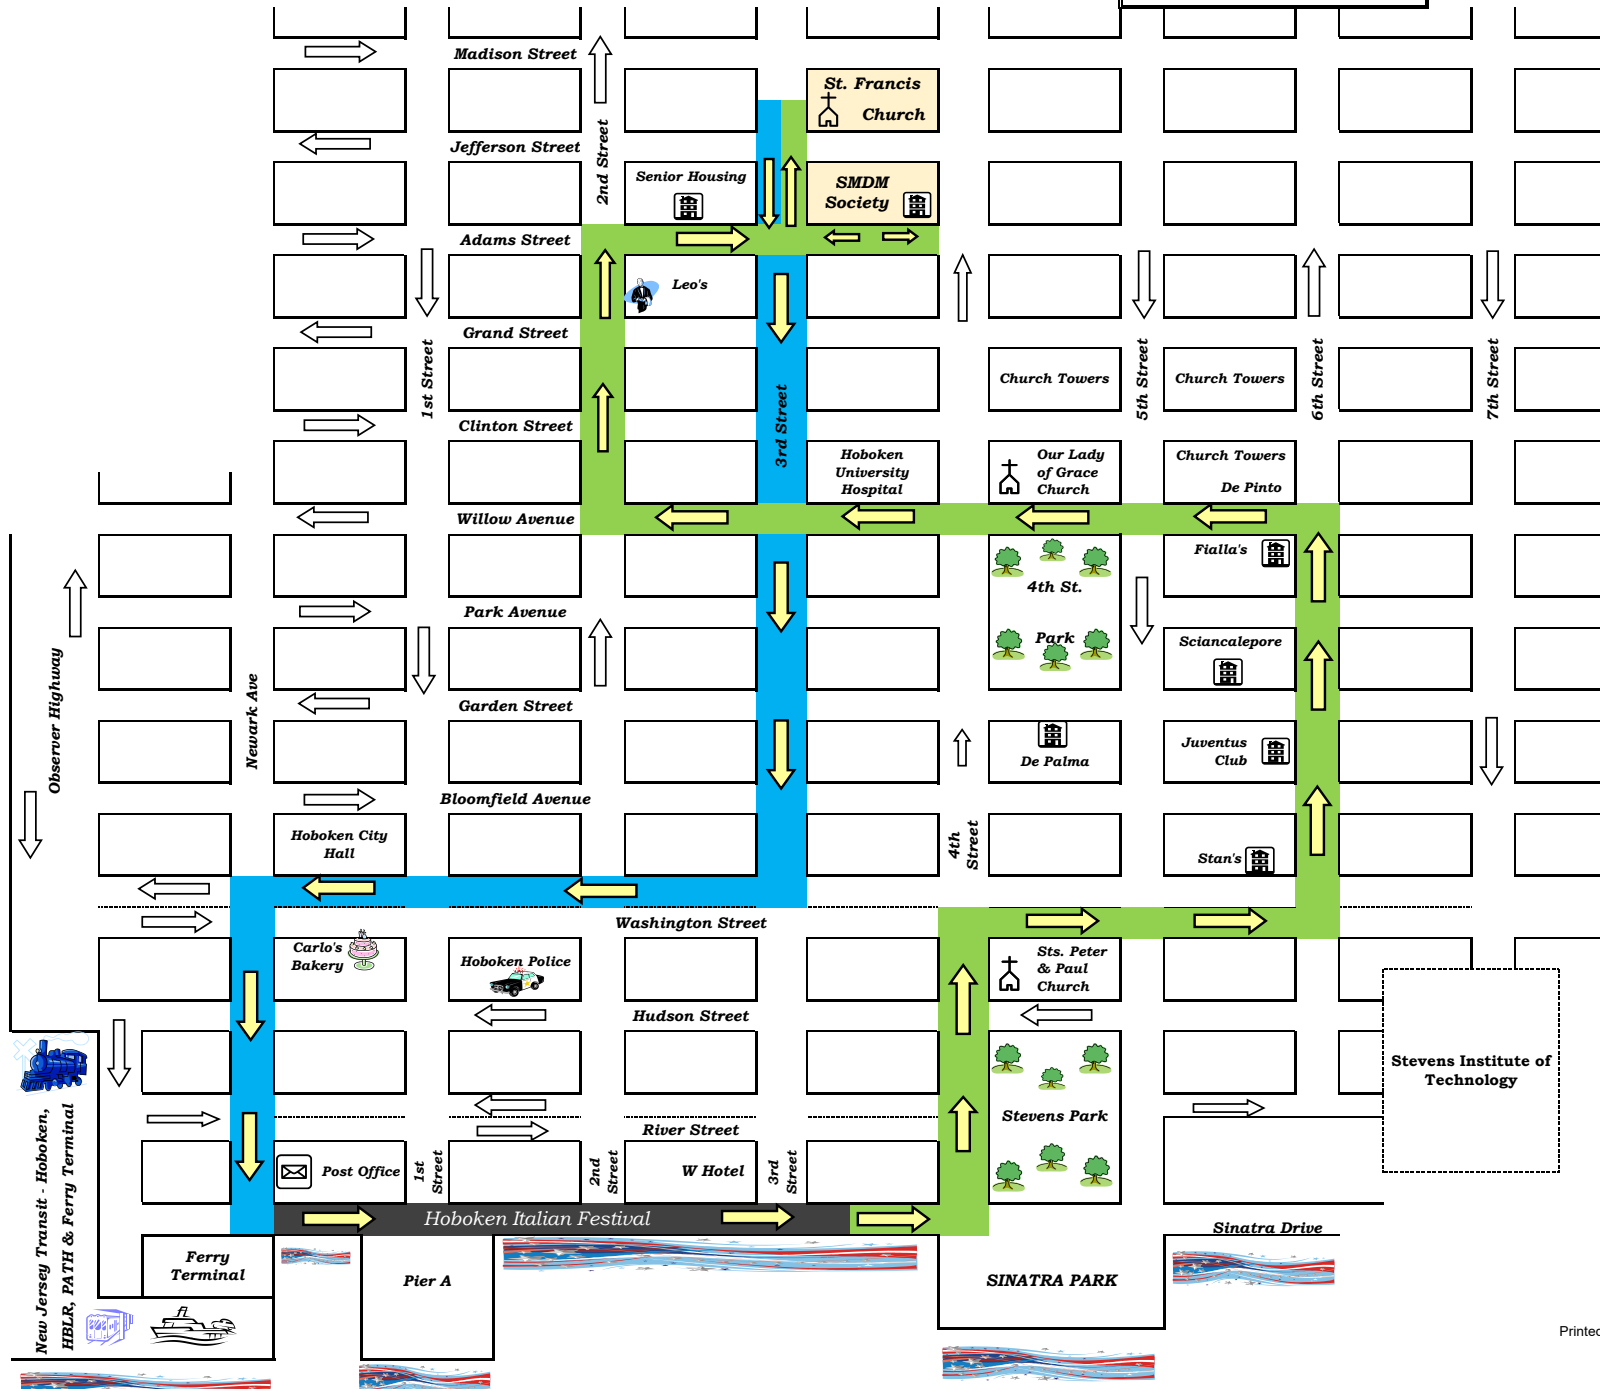 Madison Street
St. Francis
Church
Jefferson Street
2nd Street
Senior Housing
SMDM
Society
Adams Street
Leo's
Grand Street
1st Street
Church Towers
Church Towers
5th Street
6th Street
7th Street
Clinton Street
3rd Street
Hoboken
University
Hospital
Our Lady
of Grace
Church
Church Towers
De Pinto
Willow Avenue
Fialla's
4th St.
Park
Park Avenue
Sciancalepore
Observer Highway
Newark Ave
Garden Street
De Palma
Juventus
Club
Bloomfield Avenue
Hoboken City
Hall
4th
Street
Stan's
Washington Street
Carlo's
Bakery
Hoboken Police
Sts. Peter
& Paul
Church
Hudson Street
Stevens Institute of
Technology
Stevens Park
River Street
New Jersey Transit - Hoboken,
HBLR, PATH & Ferry Terminal
Post Office
1st
Street
2nd
Street
W Hotel
3rd
Street
Hoboken Italian Festival
Sinatra Drive
Ferry
Terminal
Pier A
SINATRA PARK
Printed